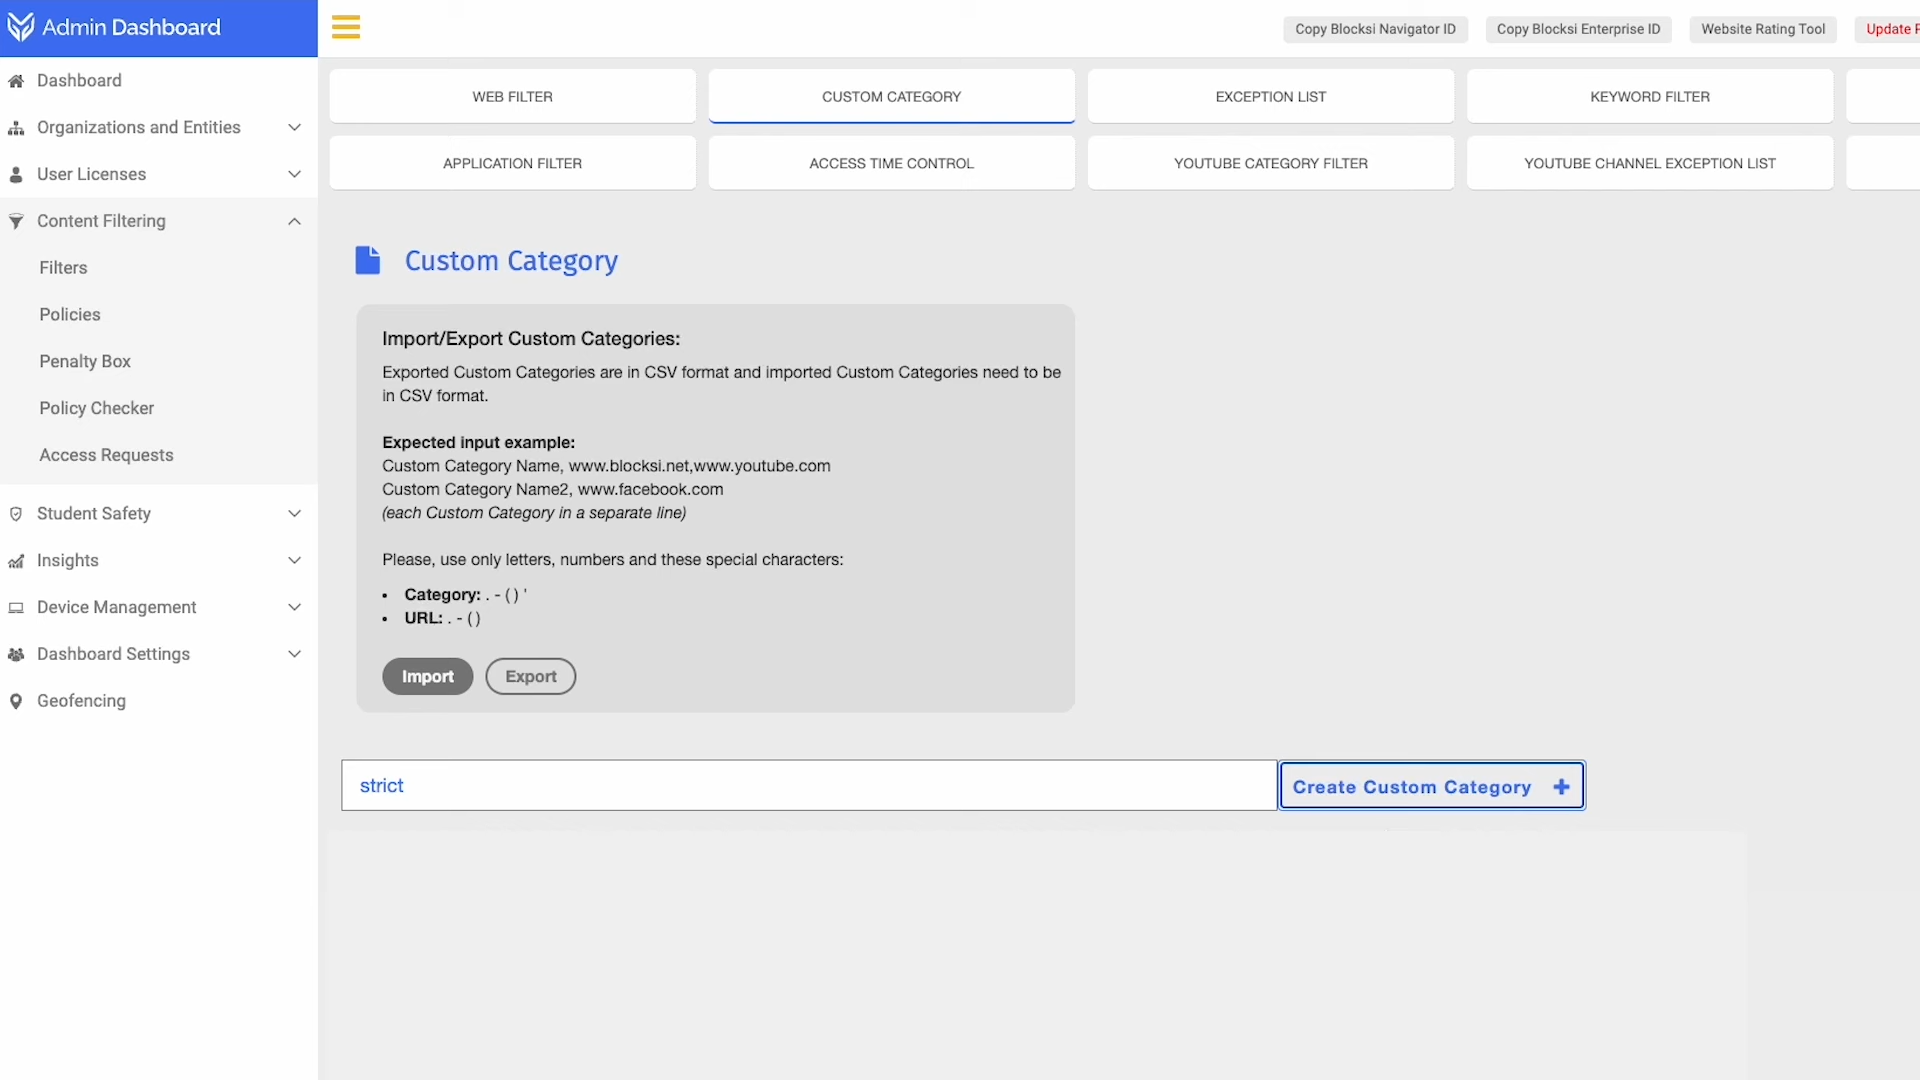 Admin Dashboard
Copy Blocksi Navigator ID
Copy Blocksi Enterprise ID
Website Rating Tool
Update
Dashboard
Organizations and Entities
User Licenses
Content Filtering
Filters
Policies
Penalty Box
Policy Checker
Access Requests
Student Safety
Insights
Device Management
Dashboard Settings
Geofencing
WEB FILTER
CUSTOM CATEGORY
EXCEPTION LIST
KEYWORD FILTER
APPLICATION FILTER
ACCESS TIME CONTROL
YOUTUBE CATEGORY FILTER
YOUTUBE CHANNEL EXCEPTION LIST
Custom Category
Import/Export Custom Categories:
Exported Custom Categories are in CSV format and imported Custom Categories need to be
in CSV format.
Expected input example:
Custom Category Name, www.blocksi.net,www.youtube.com
Custom Category Name2, www.facebook.com
(each Custom Category in a separate line)
Please, use only letters, numbers and these special characters:
• Category: . - ( ) '
• URL: . - ( )
Import
Export
strict
Create Custom Category +